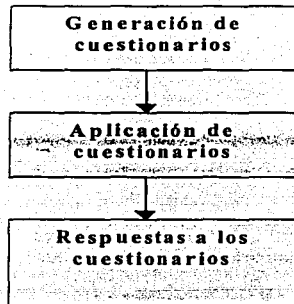 Generación de
cuestionarios
Aplicación de
cuestionarios
Respuestas a los
cuestionarios